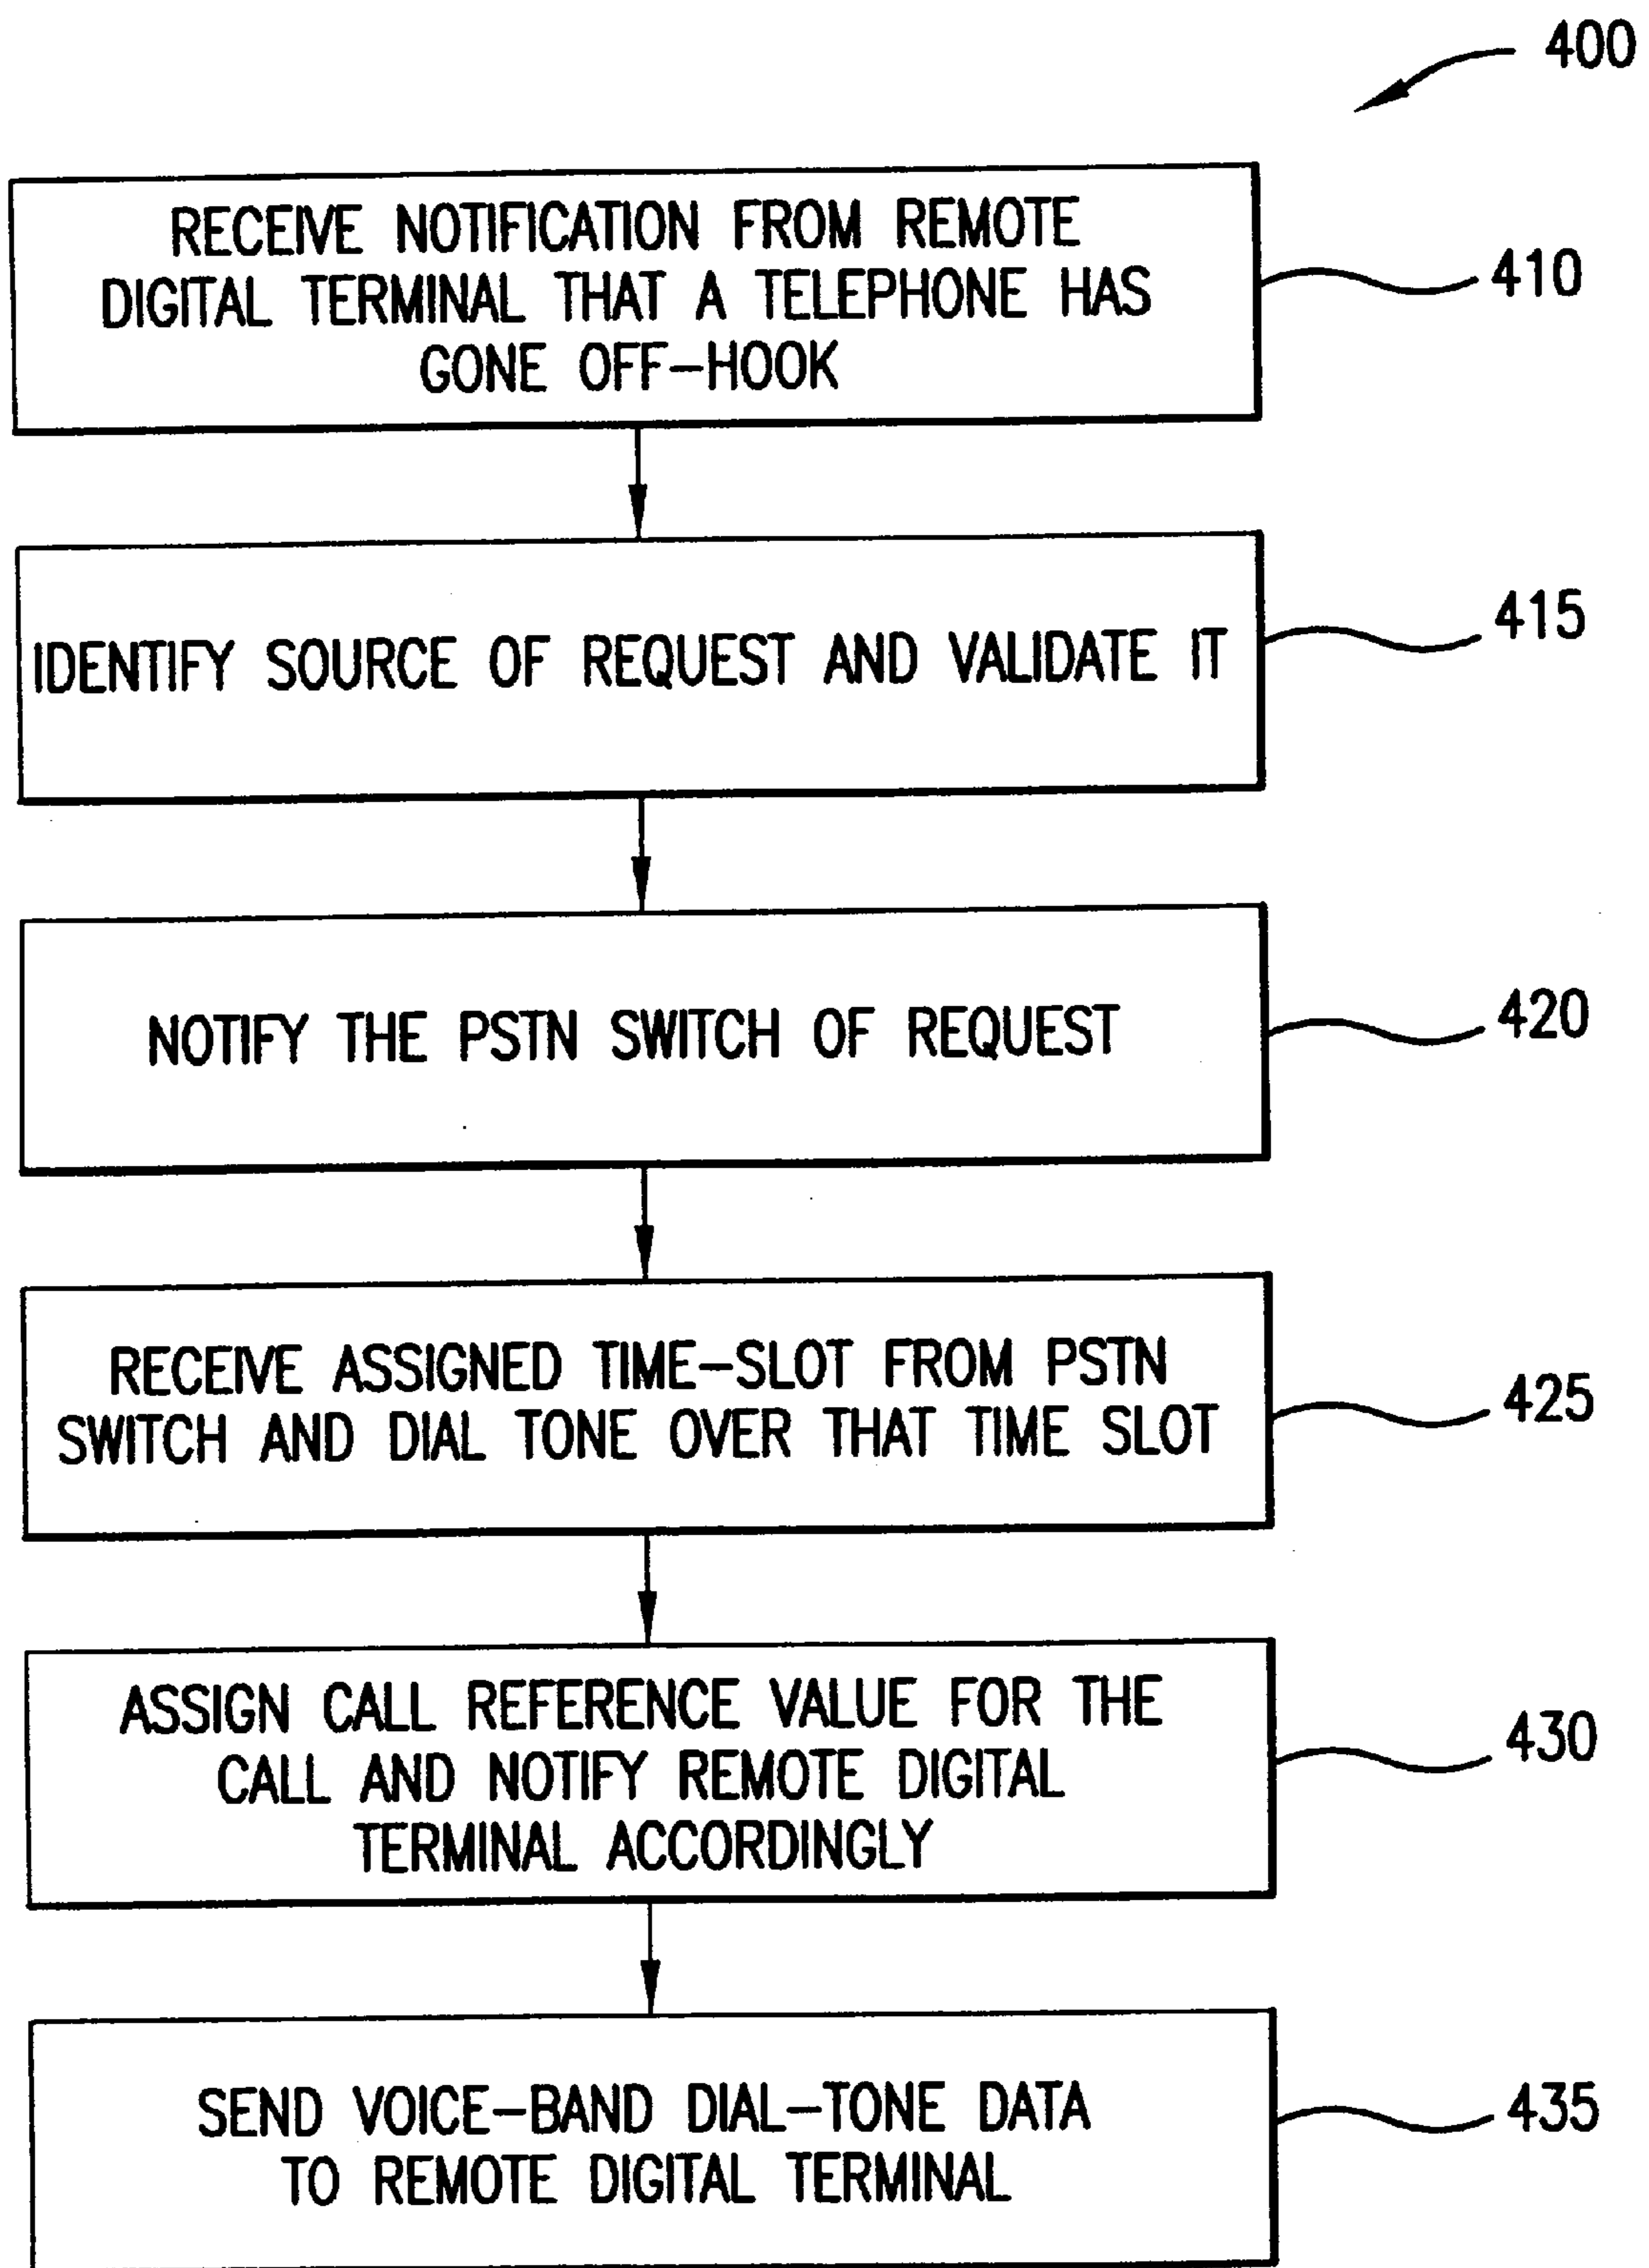 400
RECEIVE NOTIFICATION FROM REMOTE
DIGITAL TERMINAL THAT A TELEPHONE HAS
GONE OFF-HOOK
410
IDENTIFY SOURCE OF REQUEST AND VALIDATE IT
415
NOTIFY THE PSTN SWITCH OF REQUEST
420
RECEIVE ASSIGNED TIME-SLOT FROM PSTN
SWITCH AND DIAL TONE OVER THAT TIME SLOT
425
ASSIGN CALL REFERENCE VALUE FOR THE
CALL AND NOTIFY REMOTE DIGITAL
TERMINAL ACCORDINGLY
430
SEND VOICE-BAND DIAL-TONE DATA
TO REMOTE DIGITAL TERMINAL
435